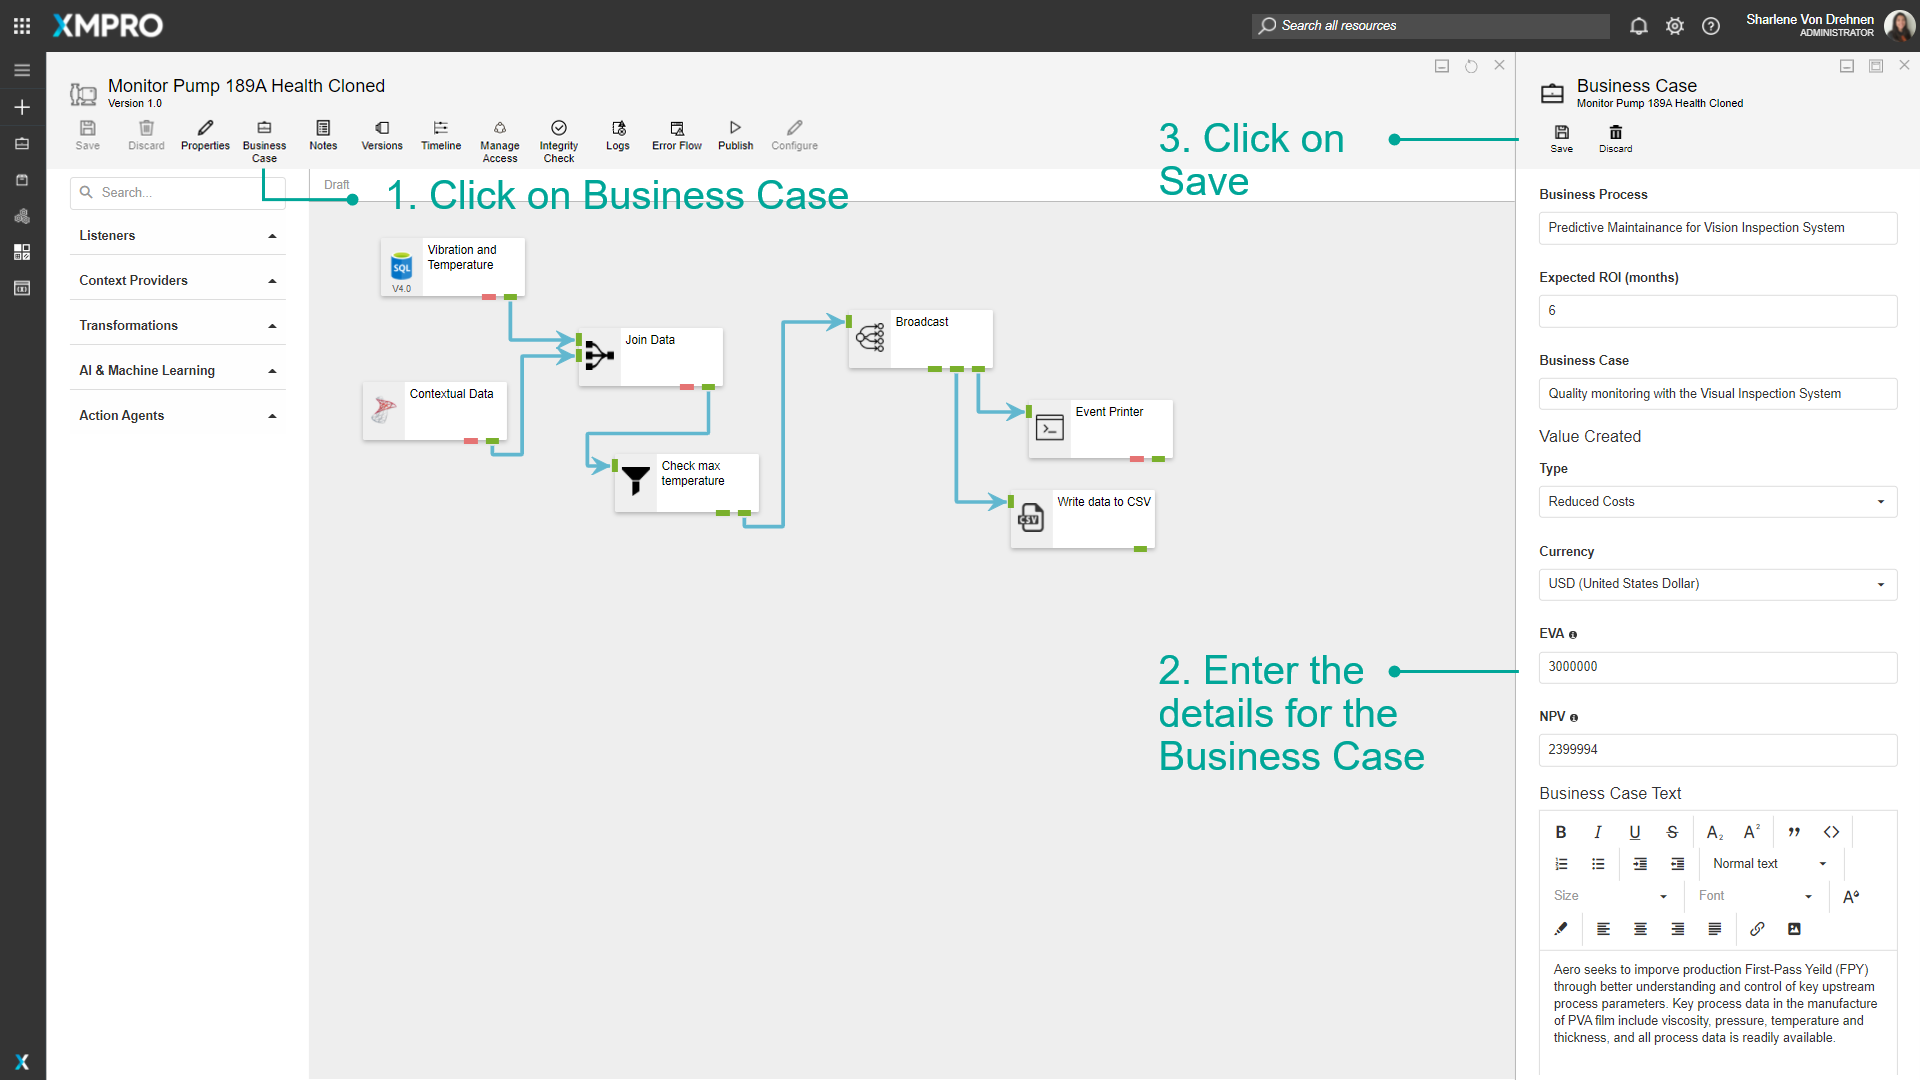 XMPRO
Search all resources
Sharlene Von Drehnen
ADMINISTRATOR
Monitor Pump 189A Health Cloned
Version 1.0
Save
Discard
Properties
Business
Case
Notes
Versions
Timeline
Manage
Access
Integrity
Check
Logs
Error Flow
Publish
Configure
Search...
Listeners
Context Providers
Transformations
AI & Machine Learning
Action Agents
Draft
1. Click on Business Case
3. Click on
Save
Vibration and
Temperature
SQL
V4.0
Join Data
Contextual Data
Check max
temperature
Broadcast
Event Printer
Write data to CSV
CSV
2. Enter the
details for the
Business Case
Business Case
Monitor Pump 189A Health Cloned
Save
Discard
Business Process
Predictive Maintainance for Vision Inspection System
Expected ROI (months)
6
Business Case
Quality monitoring with the Visual Inspection System
Value Created
Type
Reduced Costs
Currency
USD (United States Dollar)
EVA
3000000
NPV
2399994
Business Case Text
B I U S A2 A2
Normal text
Size
Font
A
Aero seeks to imporve production First-Pass Yeild (FPY)
through better understanding and control of key upstream
process parameters. Key process data in the manufacture
of PVA film include viscosity, pressure, temperature and
thickness, and all process data is readily available.